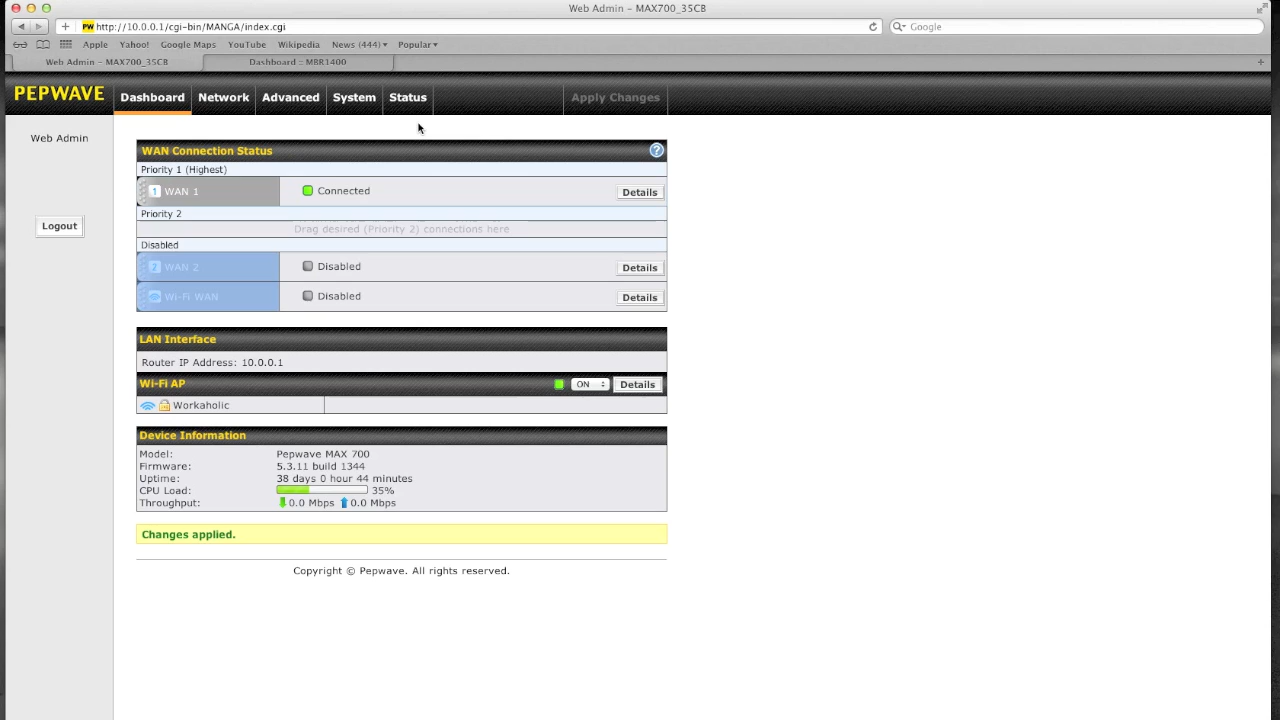 Web Admin – MAX700_35CB
http://10.0.0.1/cgi-bin/MANGA/index.cgi
Google
Apple Yahoo! Google Maps YouTube Wikipedia News (444) Popular
Web Admin – MAX700_35CB Dashboard :: MBR1400
PEPWAVE Dashboard Network Advanced System Status Apply Changes
Web Admin
Logout
WAN Connection Status ?
Priority 1 (Highest)
1 WAN 1 Connected Details
Priority 2
Drag desired (Priority 2) connections here
Disabled
2 WAN 2 Disabled Details
Wi-Fi WAN Disabled Details
LAN Interface
Router IP Address: 10.0.0.1
Wi-Fi AP ON Details
Workaholic
Device Information
Model: Pepwave MAX 700
Firmware: 5.3.11 build 1344
Uptime: 38 days 0 hour 44 minutes
CPU Load: 35%
Throughput: 0.0 Mbps 0.0 Mbps
Changes applied.
Copyright © Pepwave. All rights reserved.